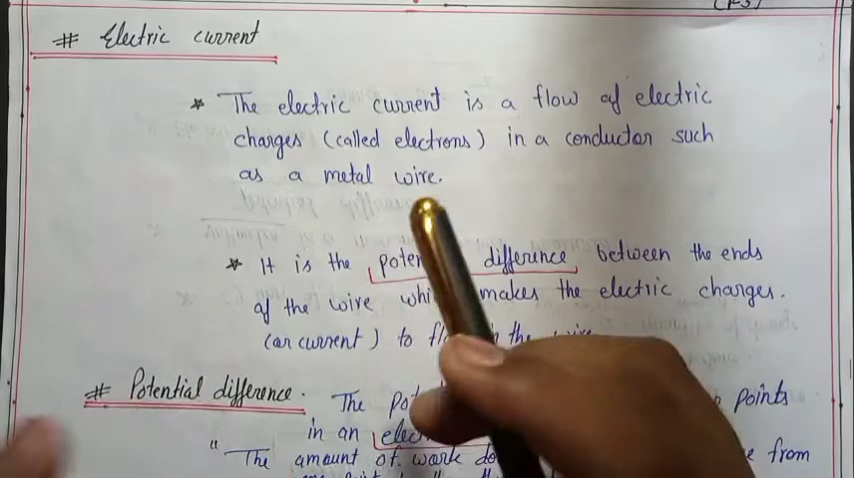 # Electric current
* The electric current is a flow of electric
charges (called electrons) in a conductor such
as a metal wire.
* It is the difference between the ends
of the wire makes the electric charges.
(or current) to the
# Potential difference. The points
in an
" The amount of work from